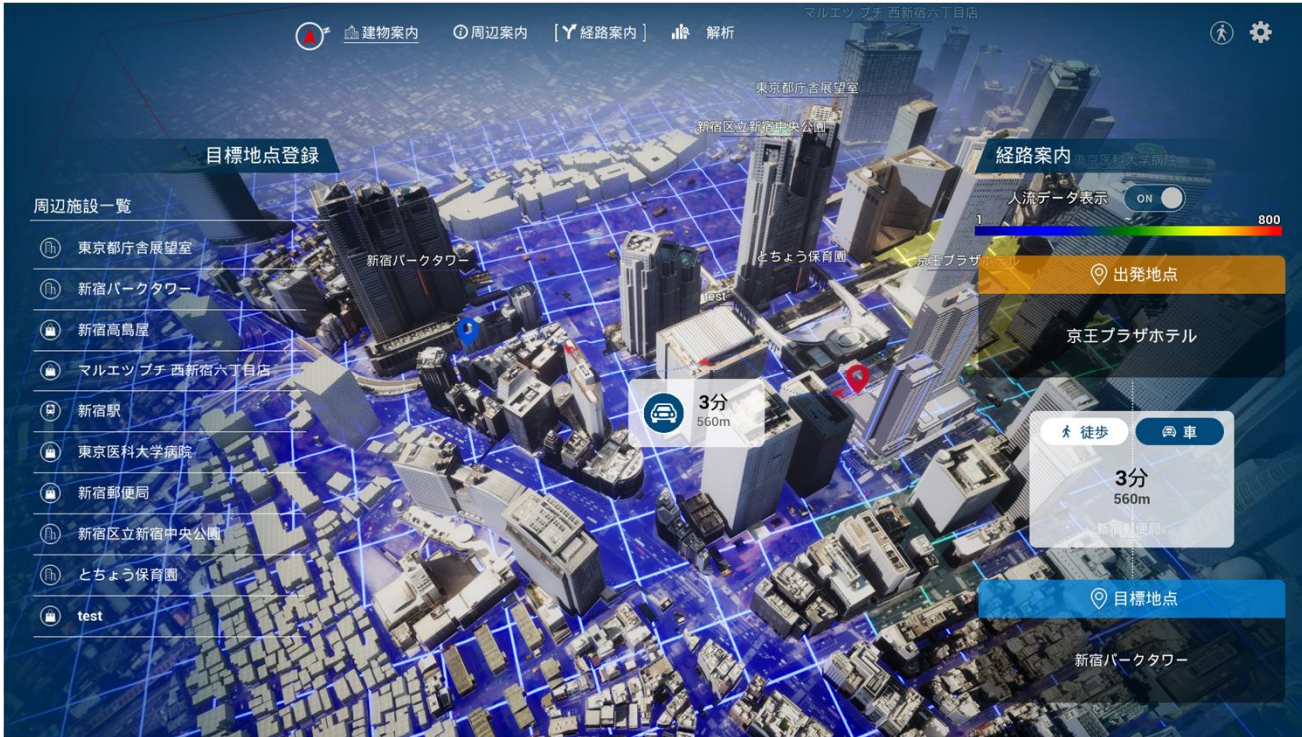 マルエツ プチ 西新宿六丁目店
建物案内
周辺案内
[ 経路案内 ]
解析
東京都庁舎展望室
新宿区立新宿中央公園
目標地点登録
周辺施設一覧
東京都庁舎展望室
新宿パークタワー
新宿高島屋
マルエツ プチ 西新宿六丁目店
新宿駅
東京医科大学病院
新宿郵便局
新宿区立新宿中央公園
とちょう保育園
test
新宿パークタワー
とちょう保育園
京王プラザホテル
test
3分
560m
経路案内
東京医科大学病院
人流データ表示
ON
1
800
出発地点
京王プラザホテル
徒歩
車
3分
560m
新宿郵便局
目標地点
新宿パークタワー